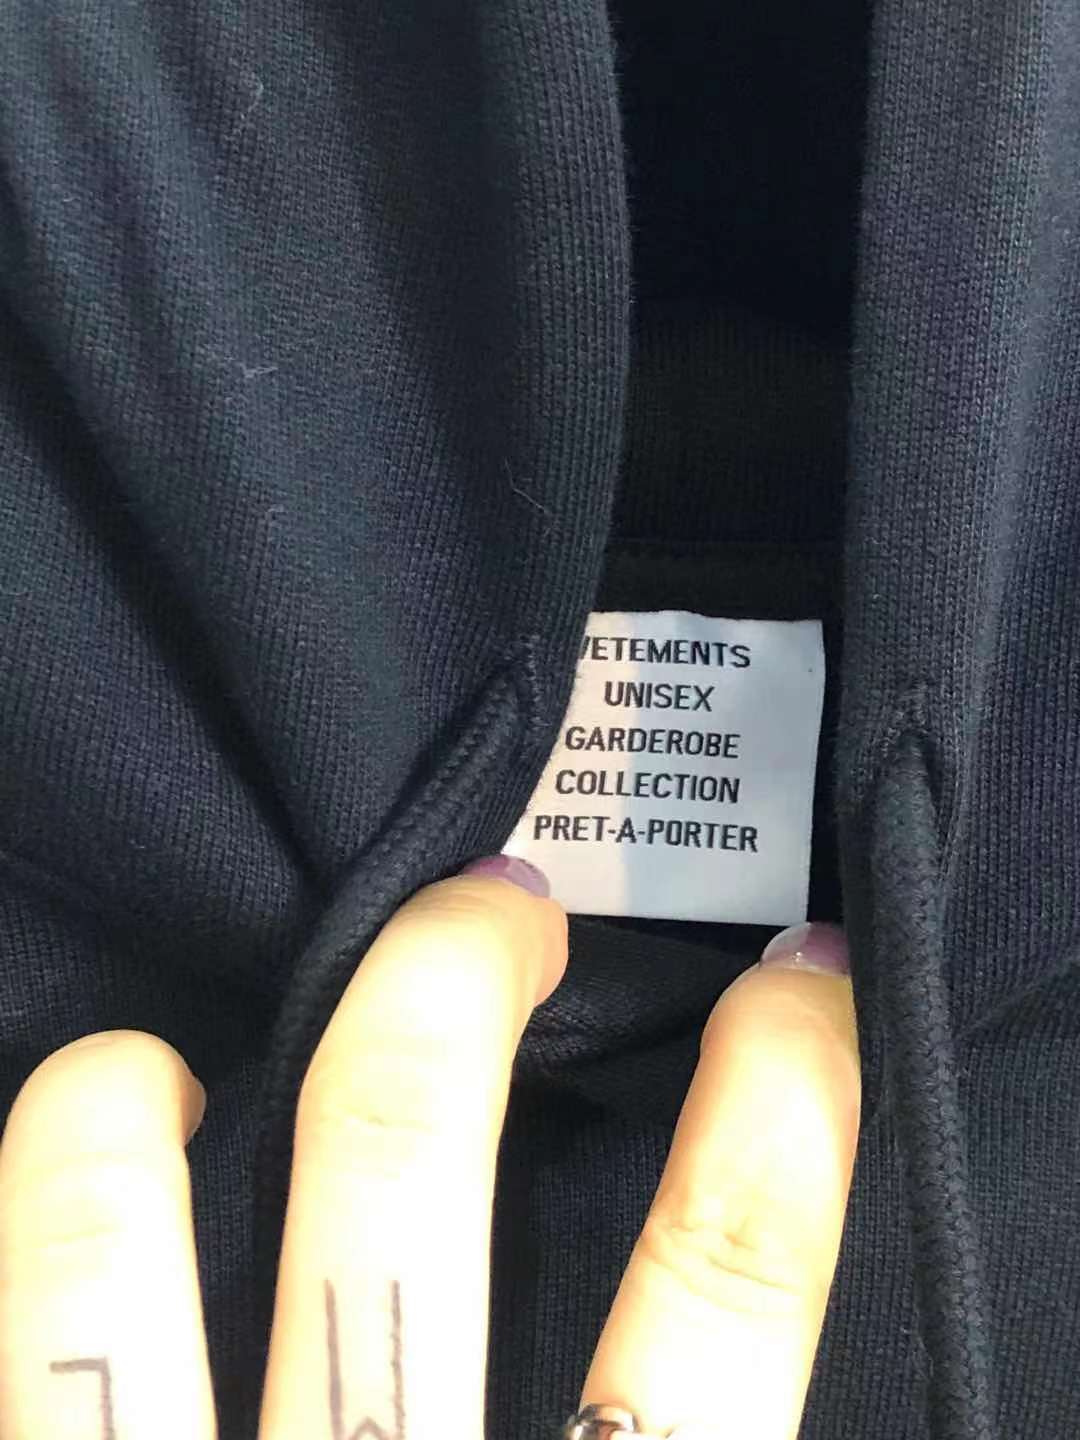 VETEMENTS
UNISEX
GARDEROBE
COLLECTION
PRET-A-PORTER